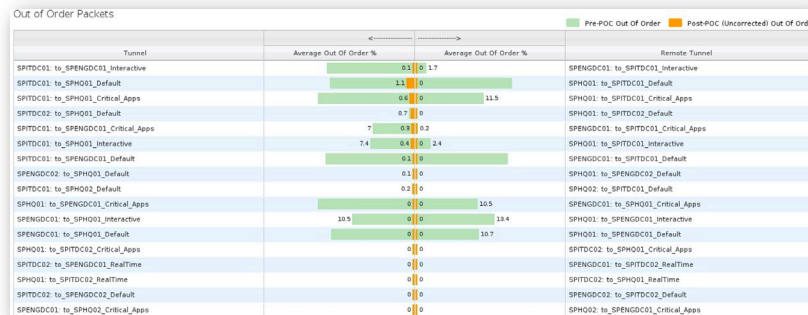 Out of Order Packets
Pre-POC Out Of Order Post-POC (Uncorrected) Out Of Ord
<---------------- ---------------->
Tunnel Average Out Of Order % Average Out Of Order % Remote Tunnel
SPITDC01: to_SPENGDC01_Interactive 0.1 0 1.7 SPENGDC01: to_SPITDC01_Interactive
SPITDC01: to_SPHQ01_Default 1.1 0 SPHQ01: to_SPITDC01_Default
SPITDC01: to_SPHQ01_Critical_Apps 0.6 0 11.5 SPHQ01: to_SPITDC01_Critical_Apps
SPITDC02: to_SPHQ01_Default 0.7 0 SPHQ01: to_SPITDC02_Default
SPITDC01: to_SPENGDC01_Critical_Apps 7 0.3 0.2 SPENGDC01: to_SPITDC01_Critical_Apps
SPITDC01: to_SPHQ01_Interactive 7.4 0.4 0 2.4 SPHQ01: to_SPITDC01_Interactive
SPITDC01: to_SPENGDC01_Default 0.1 0 SPENGDC01: to_SPITDC01_Default
SPENGDC02: to_SPHQ01_Default 0.1 0 SPHQ01: to_SPENGDC02_Default
SPITDC01: to_SPHQ02_Default 0.2 0 SPHQ02: to_SPITDC01_Default
SPHQ01: to_SPENGDC01_Critical_Apps 0 0 10.5 SPENGDC01: to_SPHQ01_Critical_Apps
SPENGDC01: to_SPHQ01_Interactive 10.5 0 0 13.4 SPHQ01: to_SPENGDC01_Interactive
SPENGDC01: to_SPHQ01_Default 0 0 10.7 SPHQ01: to_SPENGDC01_Default
SPHQ01: to_SPITDC02_Critical_Apps 0 0 SPITDC02: to_SPHQ01_Critical_Apps
SPITDC02: to_SPENGDC01_RealTime 0 0 SPENGDC01: to_SPITDC02_RealTime
SPHQ01: to_SPITDC02_RealTime 0 0 SPITDC02: to_SPHQ01_RealTime
SPITDC02: to_SPENGDC02_Default 0 0 SPENGDC02: to_SPITDC02_Default
SPENGDC01: to_SPHQ02_Critical_Apps 0 0 SPHQ02: to_SPENGDC01_Critical_Apps